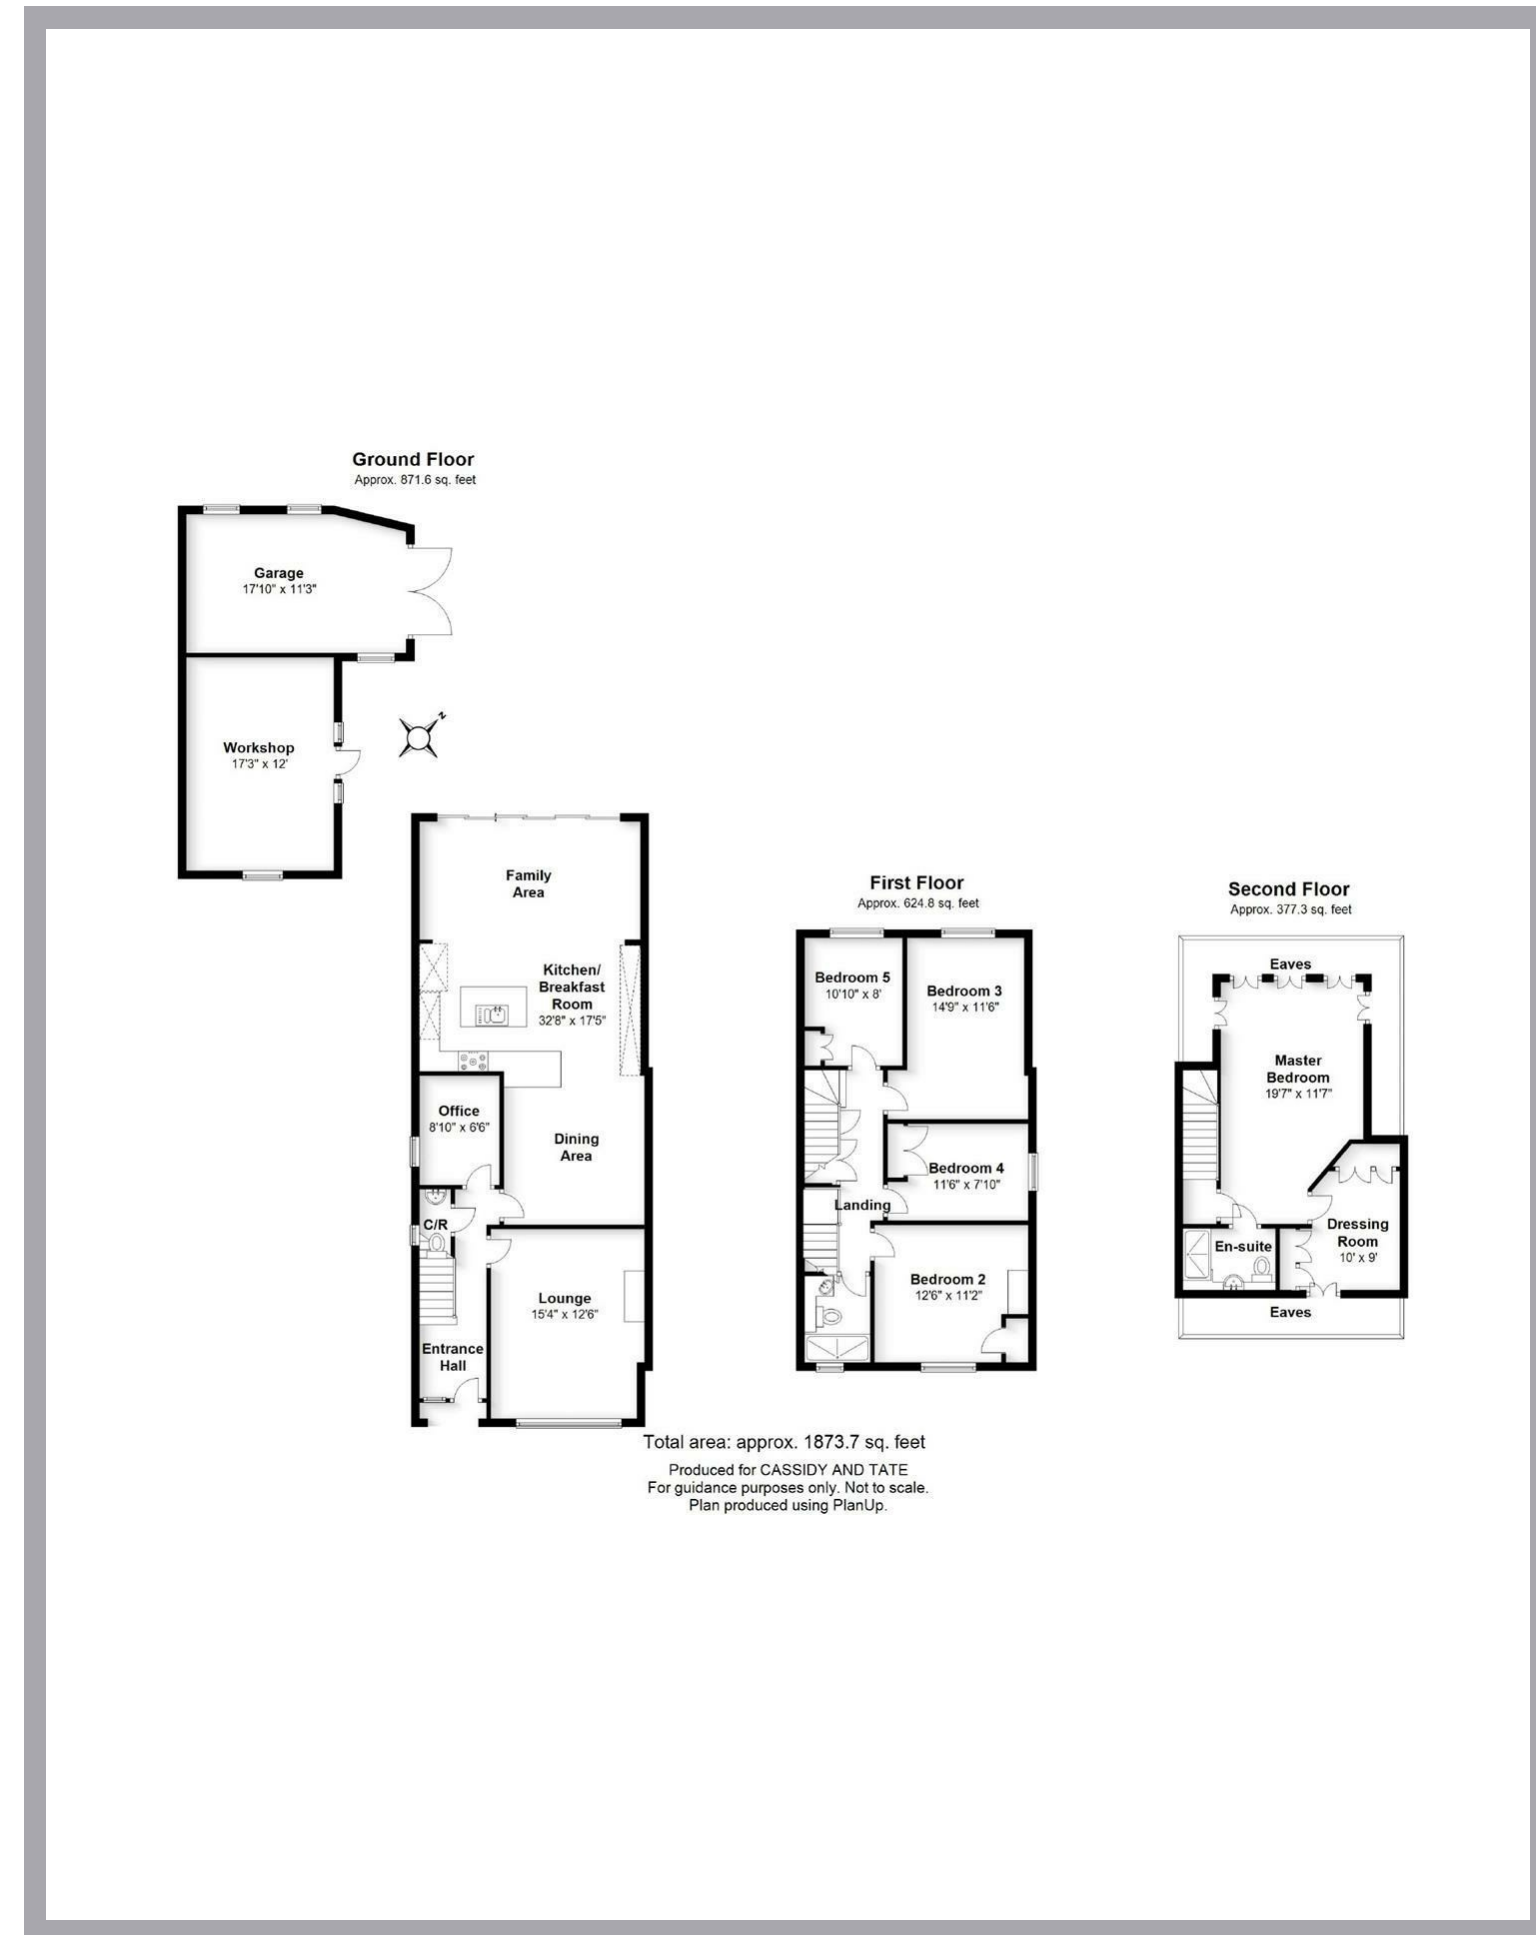 Ground Floor
Approx. 871.6 sq. feet
Garage
17'10" x 11'3"
N
Workshop
17'3" x 12'
Family
Area
Kitchen/
Breakfast
Room
32'8" x 17'5"
Office
8'10" x 6'6"
Dining
Area
C/R
Lounge
15'4" x 12'6"
Entrance
Hall
First Floor
Approx. 624.8 sq. feet
Bedroom 5
10'10" x 8'
Bedroom 3
14'9" x 11'6"
Bedroom 4
11'6" x 7'10"
Landing
Bedroom 2
12'6" x 11'2"
Second Floor
Approx. 377.3 sq. feet
Eaves
Master
Bedroom
19'7" x 11'7"
Dressing
Room
10' x 9'
En-suite
Eaves
Total area: approx. 1873.7 sq. feet
Produced for CASSIDY AND TATE
For guidance purposes only. Not to scale.
Plan produced using PlanUp.